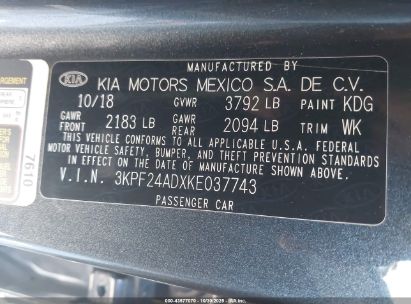 MANUFACTURED BY
KIA KIA MOTORS MEXICO S.A. DE C.V.
10/18 GVWR 3792 LB PAINT KDG
GAWR FRONT 2183 LB GAWR REAR 2094 LB TRIM WK
THIS VEHICLE CONFORMS TO ALL APPLICABLE U.S.A. FEDERAL
MOTOR VEHICLE SAFETY, BUMPER, AND THEFT PREVENTION
STANDARDS IN EFFECT ON THE DATE OF MANUFACTURE SHOWN ABOVE.
V.I.N. 3KPF24ADXKE037743
PASSENGER CAR
7610